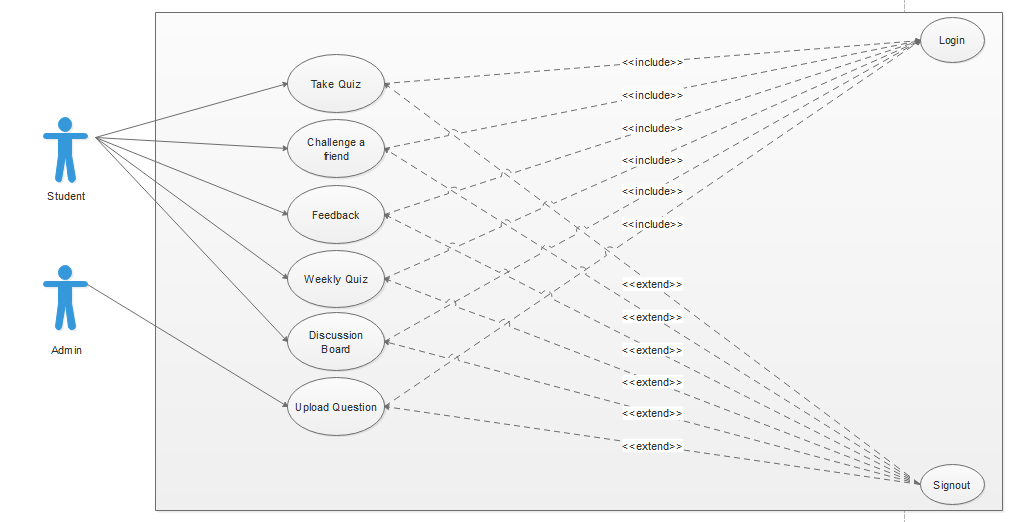 Login
<<include>>
Take Quiz
<<include>>
<<include>>
Challenge a
friend
<<include>>
Student
<<include>>
Feedback
<<include>>
Weekly Quiz
<<extend>>
<<extend>>
Discussion
Board
Admin
<<extend>>
<<extend>>
Upload Question
<<extend>>
<<extend>>
Signout